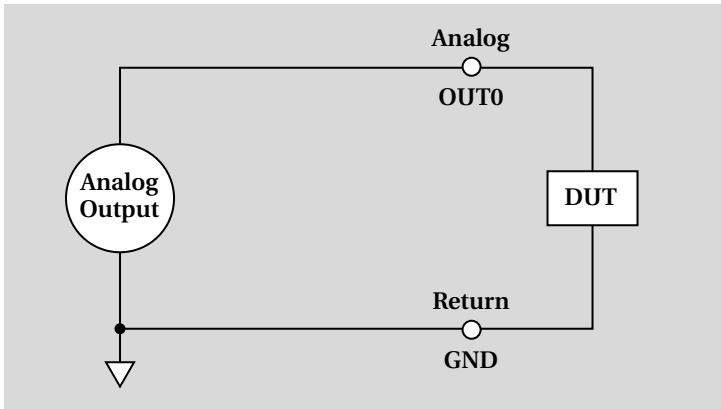 Analog
OUT0
Analog
Output
DUT
Return
GND